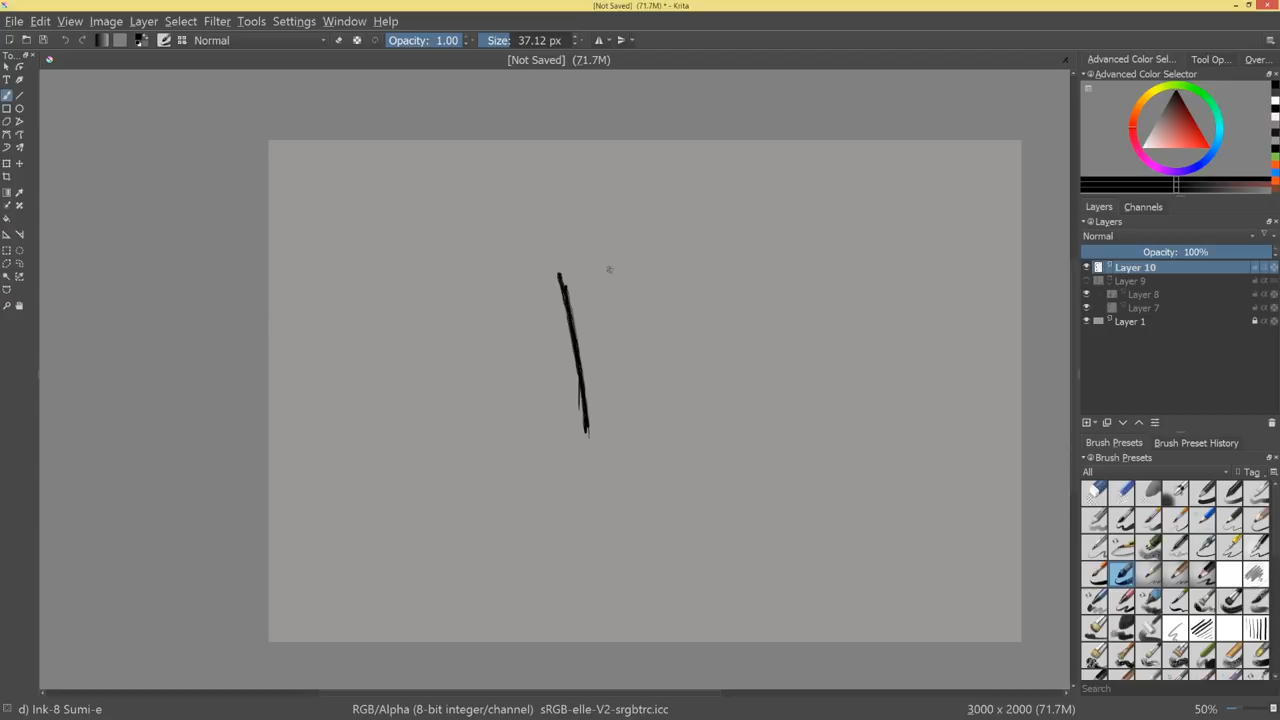 [Not Saved] (71.7M) * - Krita
File Edit View Image Layer Select Filter Tools Settings Window Help
Normal Opacity: 1.00 Size: 37.12 px
To... [Not Saved] (71.7M) Advanced Color Sel... Tool Op... Over...
Advanced Color Selector
Layers Channels
Layers
Normal
Opacity: 100%
Layer 10
Layer 9
Layer 8
Layer 7
Layer 1
Brush Presets Brush Preset History
Brush Presets
All Tag
Search
d) Ink-8 Sumi-e RGB/Alpha (8-bit integer/channel) sRGB-elle-V2-srgbtrc.icc 3000 x 2000 (71.7M) 50%